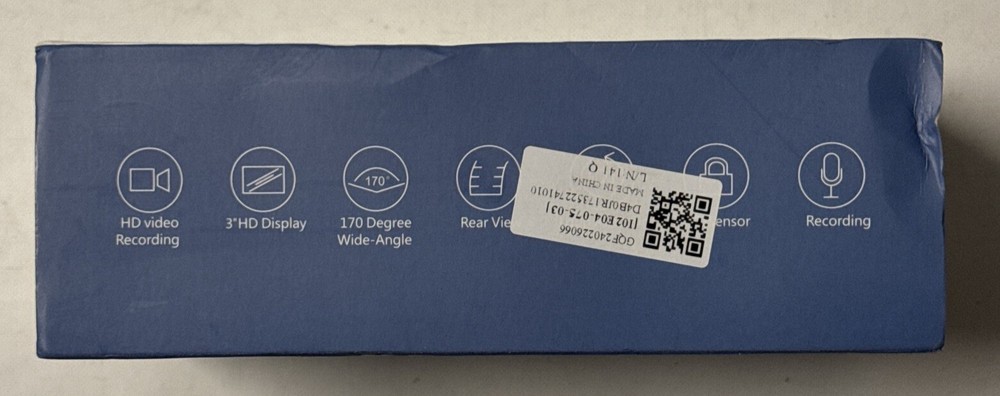 HD video
Recording
3"HD Display
170°
170 Degree
Wide-Angle
Rear Vie
ensor
Recording
GQF240226066
[102E04-075-03]
D4B0JR173522741010
MADE IN CHINA
L/N 141 Q